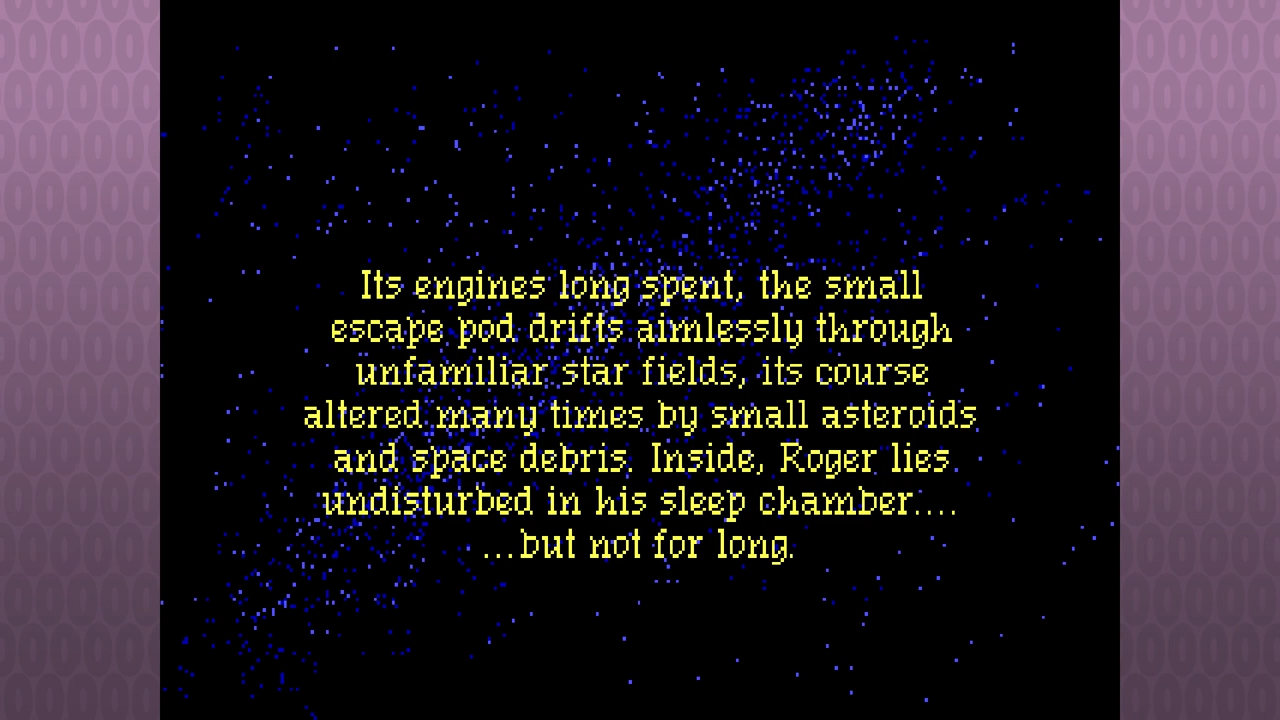 Its engines long spent, the small
escape pod drifts aimlessly through
unfamiliar star fields, its course
altered many times by small asteroids
and space debris. Inside, Roger lies
undisturbed in his sleep chamber....
...but not for long.